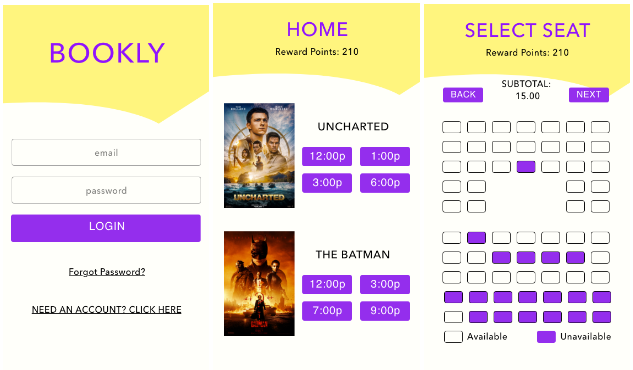 BOOKLY
email
password
LOGIN
Forgot Password?
NEED AN ACCOUNT? CLICK HERE
HOME
Reward Points: 210
UNCHARTED
UNCHARTED
12:00p 1:00p
3:00p 6:00p
THE BATMAN
12:00p 3:00p
7:00p 9:00p
SELECT SEAT
Reward Points: 210
BACK
SUBTOTAL:
15.00
NEXT
Available
Unavailable